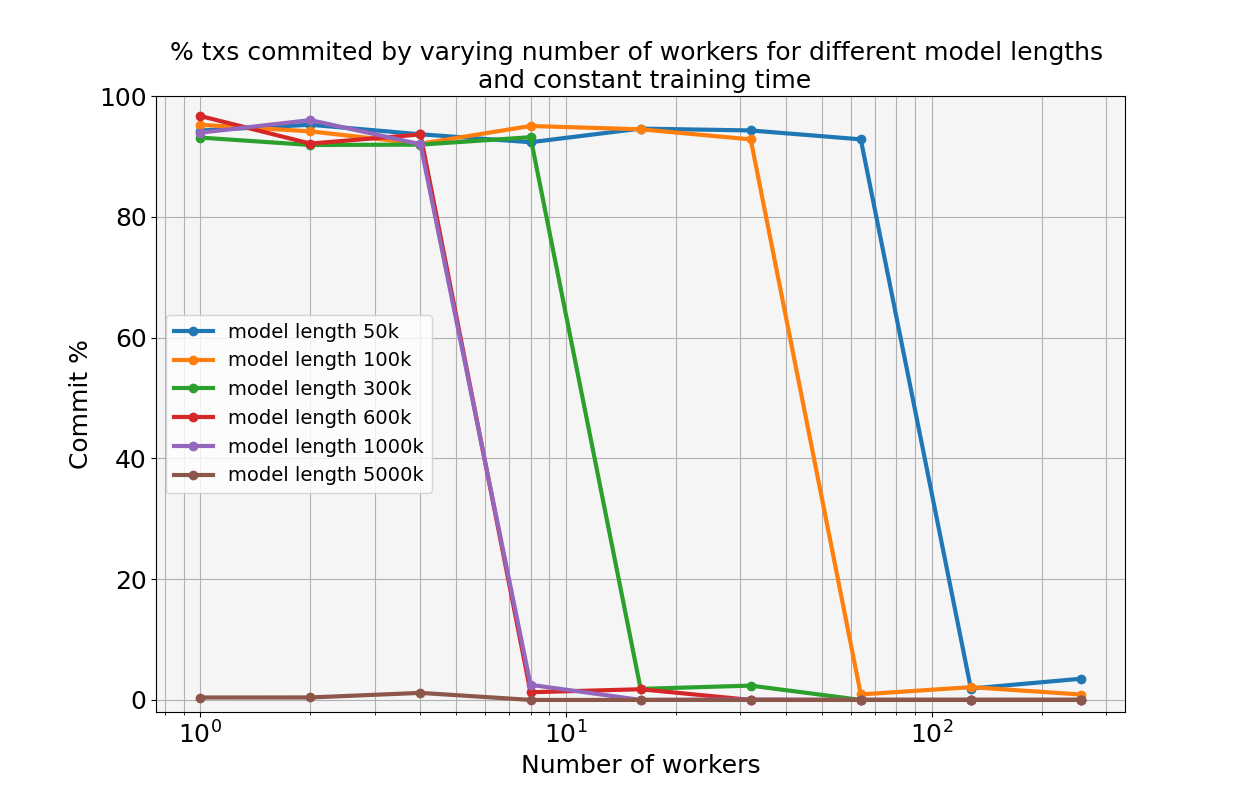 % txs commited by varying number of workers for different model lengths
and constant training time
100
80
60
40
20
0
Commit %
model length 50k
model length 100k
model length 300k
model length 600k
model length 1000k
model length 5000k
10⁰ 10¹ 10²
Number of workers